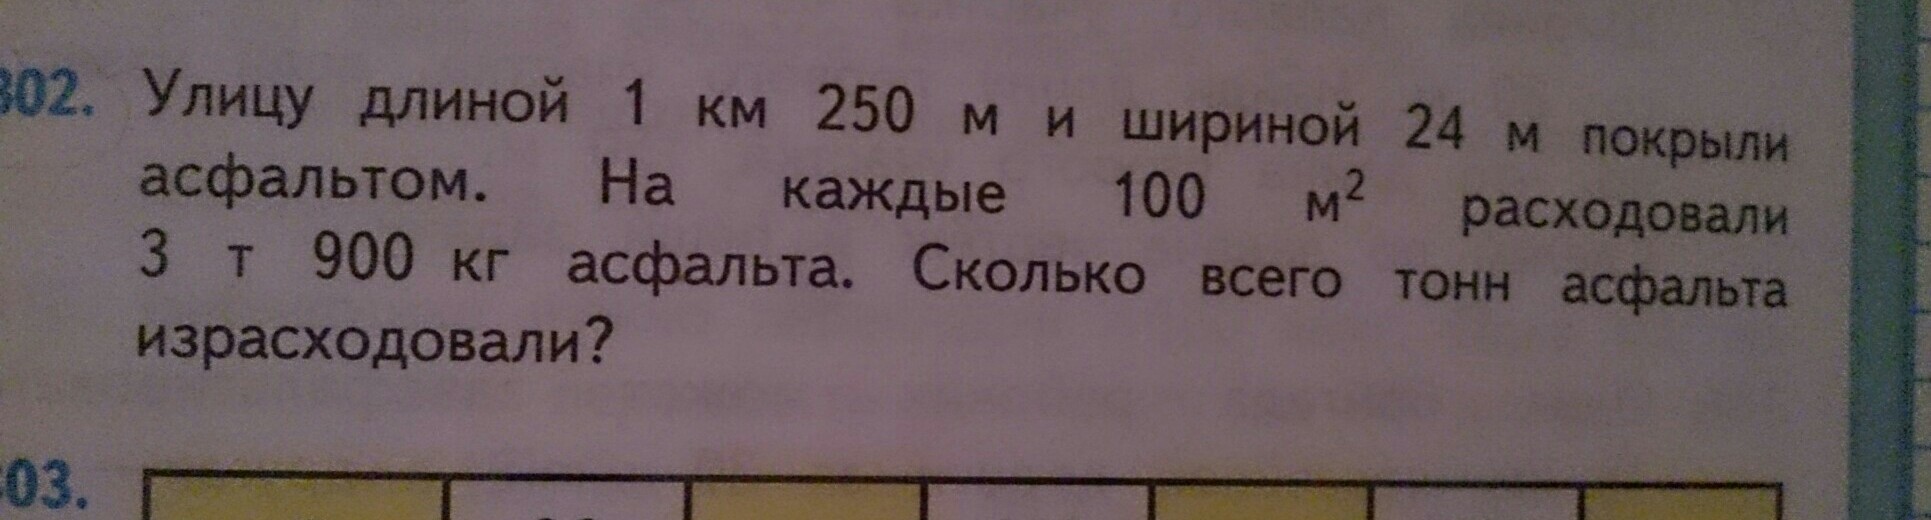 302. Улицу длиной 1 км 250 м и шириной 24 м покрыли
асфальтом. На каждые 100 м² расходовали
3 т 900 кг асфальта. Сколько всего тонн асфальта
израсходовали?
03.